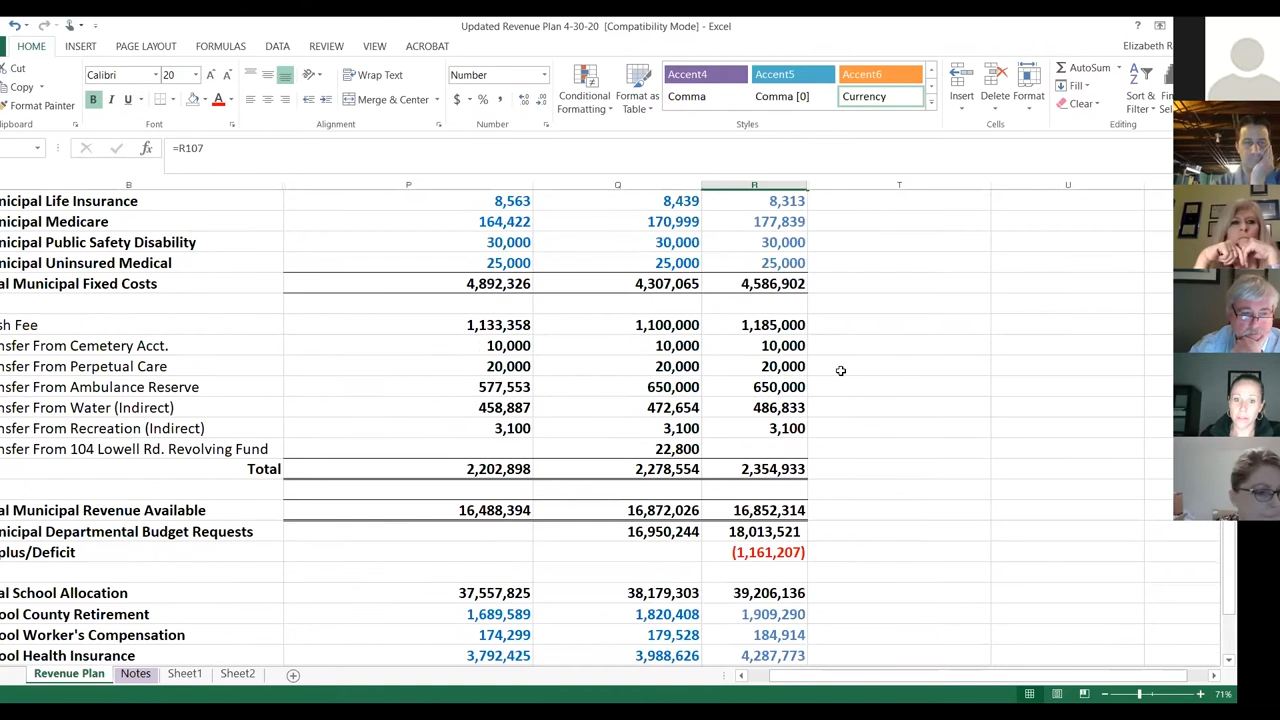 Updated Revenue Plan 4-30-20 [Compatibility Mode] - Excel
HOME INSERT PAGE LAYOUT FORMULAS DATA REVIEW VIEW ACROBAT Elizabeth R
Cut
Copy
Format Painter
Calibri 20
B I U
Wrap Text
Merge & Center
Number
$ % ,
Conditional Formatting
Format as Table
Accent4 Accent5 Accent6
Comma Comma [0] Currency
Insert Delete Format
AutoSum
Fill
Clear
Sort & Filter
Find
lipboard Font Alignment Number Styles Cells Editing
fx =R107
B P Q R T U
nicipal Life Insurance 8,563 8,439 8,313
nicipal Medicare 164,422 170,999 177,839
nicipal Public Safety Disability 30,000 30,000 30,000
nicipal Uninsured Medical 25,000 25,000 25,000
al Municipal Fixed Costs 4,892,326 4,307,065 4,586,902
sh Fee 1,133,358 1,100,000 1,185,000
nsfer From Cemetery Acct. 10,000 10,000 10,000
nsfer From Perpetual Care 20,000 20,000 20,000
nsfer From Ambulance Reserve 577,553 650,000 650,000
nsfer From Water (Indirect) 458,887 472,654 486,833
nsfer From Recreation (Indirect) 3,100 3,100 3,100
nsfer From 104 Lowell Rd. Revolving Fund 22,800
Total 2,202,898 2,278,554 2,354,933
al Municipal Revenue Available 16,488,394 16,872,026 16,852,314
nicipal Departmental Budget Requests 16,950,244 18,013,521
plus/Deficit (1,161,207)
al School Allocation 37,557,825 38,179,303 39,206,136
ool County Retirement 1,689,589 1,820,408 1,909,290
ool Worker's Compensation 174,299 179,528 184,914
ool Health Insurance 3,792,425 3,988,626 4,287,773
Revenue Plan Notes Sheet1 Sheet2
71%